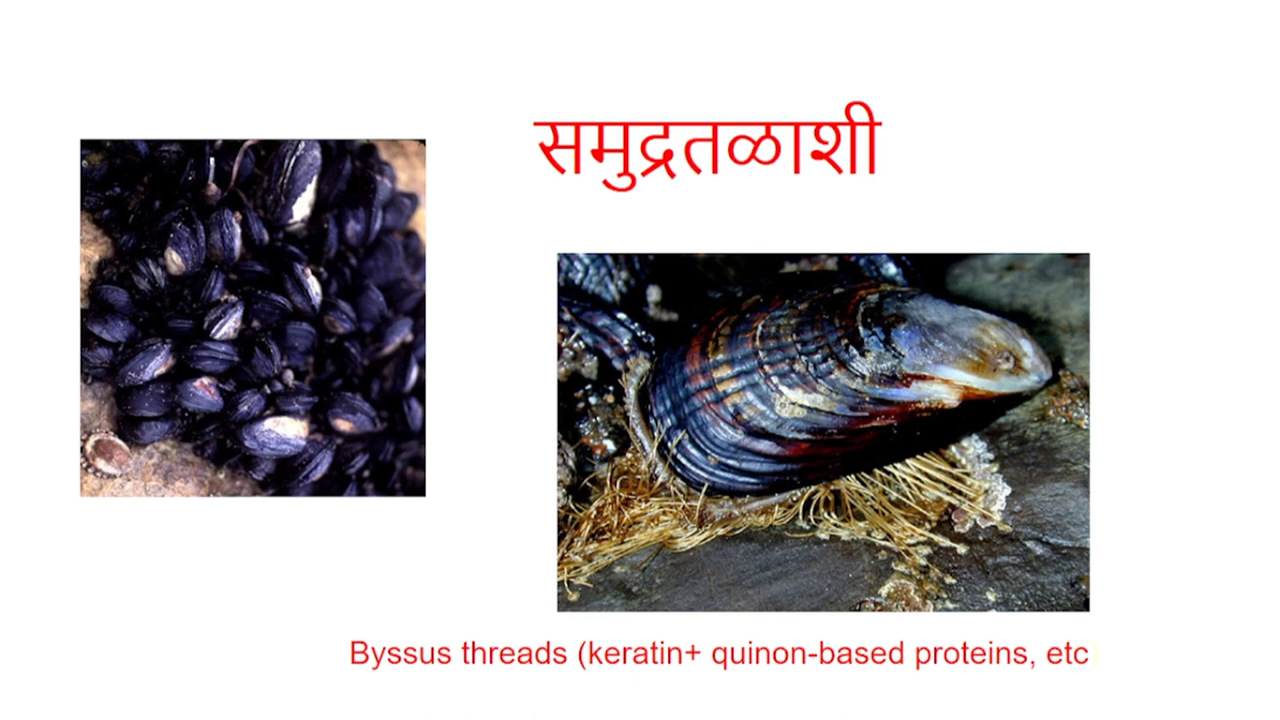 समुद्रतळाशी
Byssus threads (keratin+ quinon-based proteins, etc)